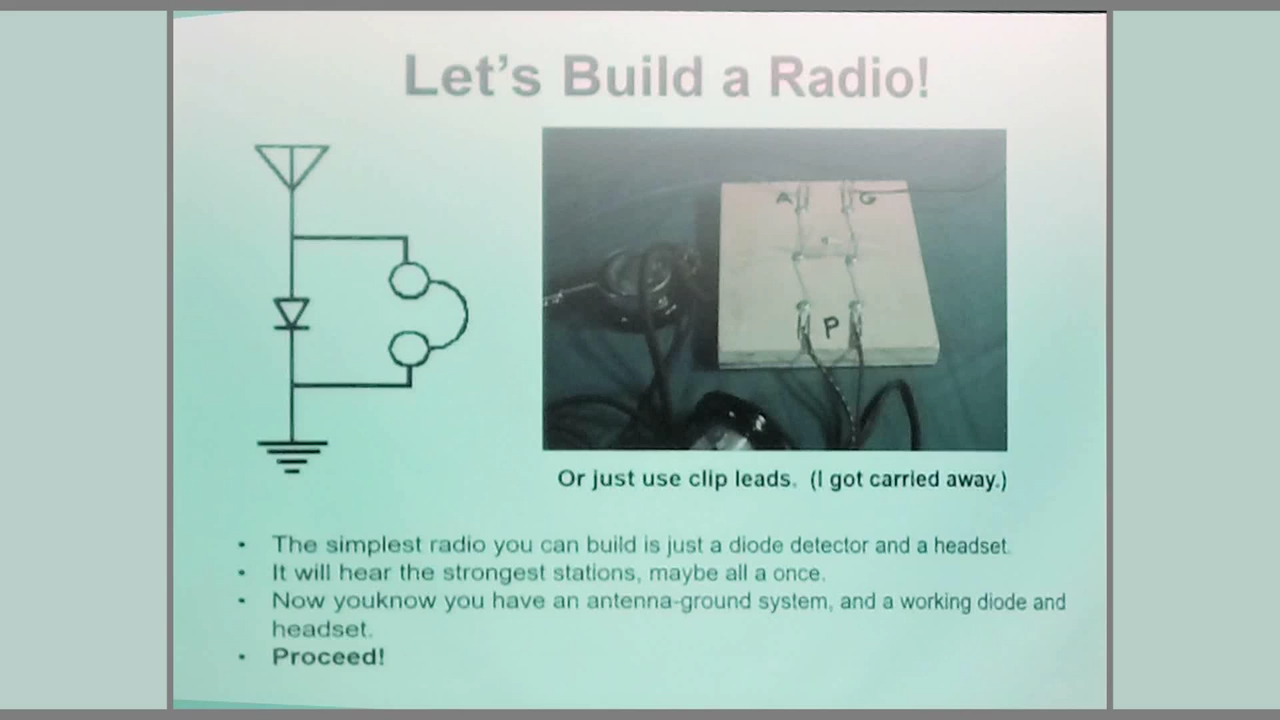 Let's Build a Radio!
A G
P
Or just use clip leads. (I got carried away.)
• The simplest radio you can build is just a diode detector and a headset.
• It will hear the strongest stations, maybe all a once.
• Now youknow you have an antenna-ground system, and a working diode and
headset.
• Proceed!